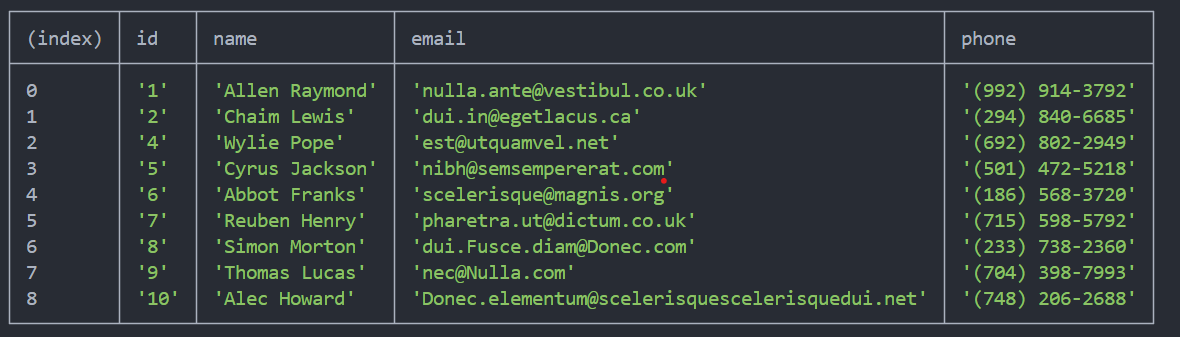 (index) id name email phone
0 '1' 'Allen Raymond' 'nulla.ante@vestibul.co.uk' '(992) 914-3792'
1 '2' 'Chaim Lewis' 'dui.in@egetlacus.ca' '(294) 840-6685'
2 '4' 'Wylie Pope' 'est@utquamvel.net' '(692) 802-2949'
3 '5' 'Cyrus Jackson' 'nibh@semsempererat.com' '(501) 472-5218'
4 '6' 'Abbot Franks' 'scelerisque@magnis.org' '(186) 568-3720'
5 '7' 'Reuben Henry' 'pharetra.ut@dictum.co.uk' '(715) 598-5792'
6 '8' 'Simon Morton' 'dui.Fusce.diam@Donec.com' '(233) 738-2360'
7 '9' 'Thomas Lucas' 'nec@Nulla.com' '(704) 398-7993'
8 '10' 'Alec Howard' 'Donec.elementum@scelerisquescelerisquedui.net' '(748) 206-2688'